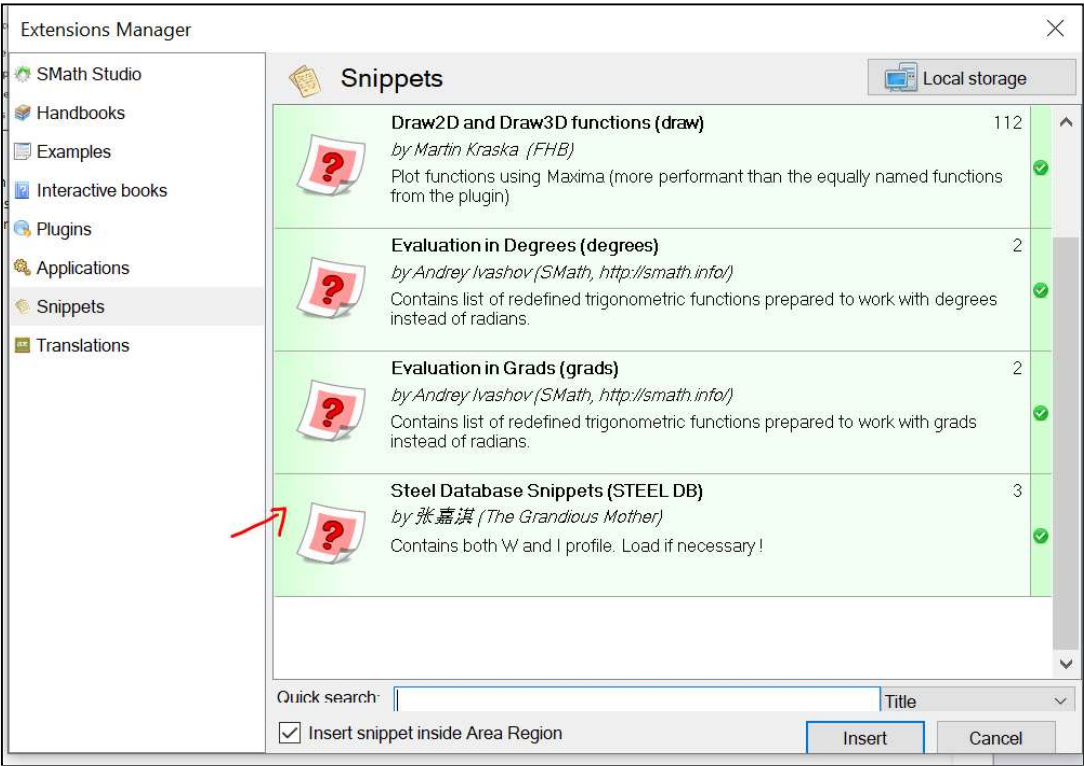 Extensions Manager
SMath Studio
Handbooks
Examples
Interactive books
Plugins
Applications
Snippets
Translations
Snippets
Local storage
Draw2D and Draw3D functions (draw)
112
by Martin Kraska (FHB)
Plot functions using Maxima (more performant than the equally named functions
from the plugin)
Evaluation in Degrees (degrees)
2
by Andrey Ivashov (SMath, http://smath.info/)
Contains list of redefined trigonometric functions prepared to work with degrees
instead of radians.
Evaluation in Grads (grads)
2
by Andrey Ivashov (SMath, http://smath.info/)
Contains list of redefined trigonometric functions prepared to work with grads
instead of radians.
Steel Database Snippets (STEEL DB)
3
by 张嘉淇 (The Grandious Mother)
Contains both W and I profile. Load if necessary !
Quick search:
Title
Insert snippet inside Area Region
Insert
Cancel